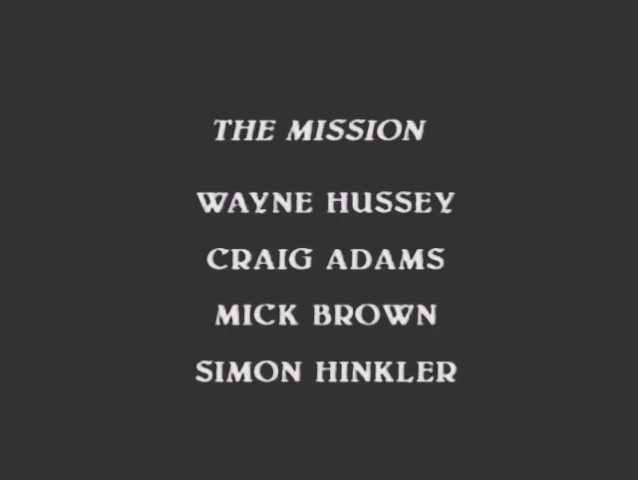 THE MISSION
WAYNE HUSSEY
CRAIG ADAMS
MICK BROWN
SIMON HINKLER